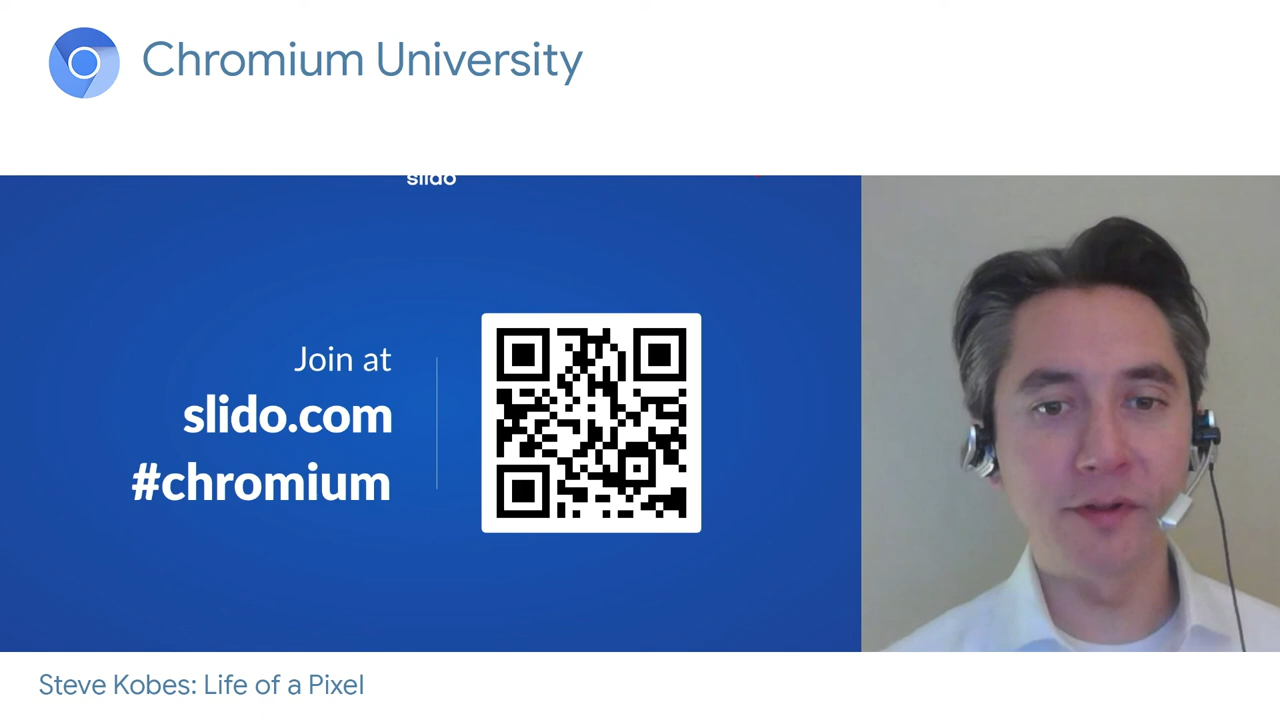 Chromium University
slido
Join at
slido.com
#chromium
Steve Kobes: Life of a Pixel